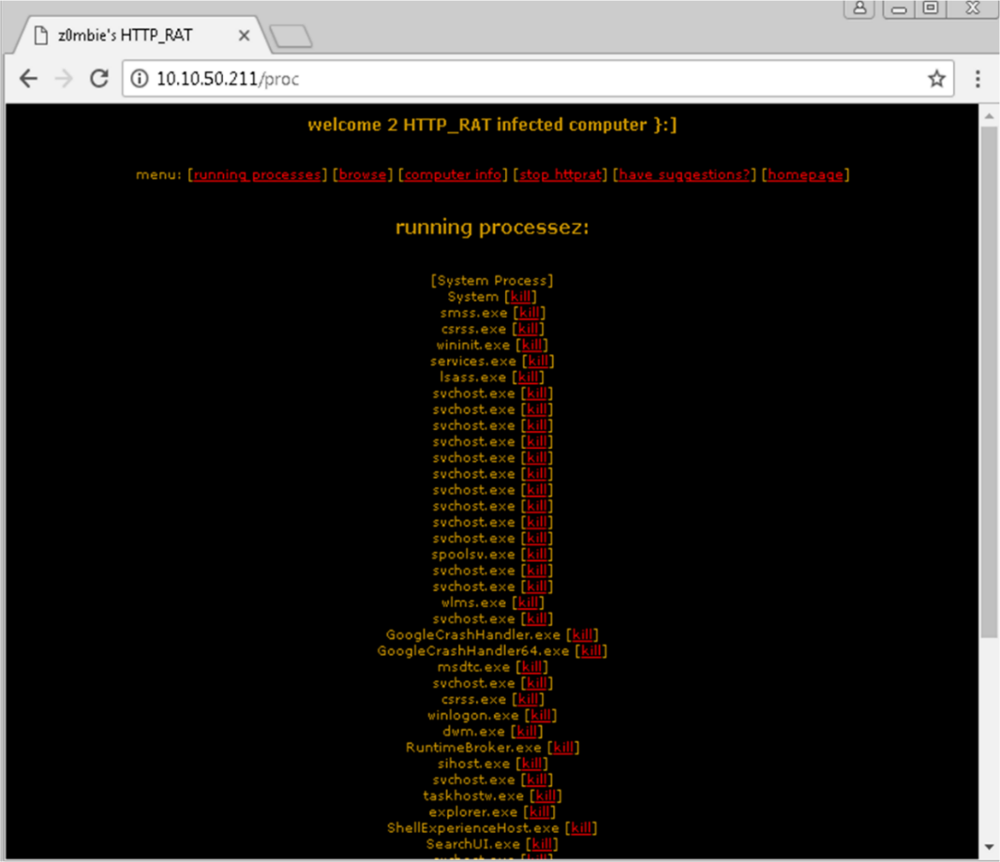 z0mbie's HTTP_RAT
10.10.50.211/proc
welcome 2 HTTP_RAT infected computer }:]
menu: [running processes] [browse] [computer info] [stop httprat] [have suggestions?] [homepage]
running processez:
[System Process]
System [kill]
smss.exe [kill]
csrss.exe [kill]
wininit.exe [kill]
services.exe [kill]
lsass.exe [kill]
svchost.exe [kill]
svchost.exe [kill]
svchost.exe [kill]
svchost.exe [kill]
svchost.exe [kill]
svchost.exe [kill]
svchost.exe [kill]
svchost.exe [kill]
svchost.exe [kill]
svchost.exe [kill]
spoolsv.exe [kill]
svchost.exe [kill]
svchost.exe [kill]
wlms.exe [kill]
svchost.exe [kill]
GoogleCrashHandler.exe [kill]
GoogleCrashHandler64.exe [kill]
msdtc.exe [kill]
svchost.exe [kill]
csrss.exe [kill]
winlogon.exe [kill]
dwm.exe [kill]
RuntimeBroker.exe [kill]
sihost.exe [kill]
svchost.exe [kill]
taskhostw.exe [kill]
explorer.exe [kill]
ShellExperienceHost.exe [kill]
SearchUI.exe [kill]
svchost.exe [kill]